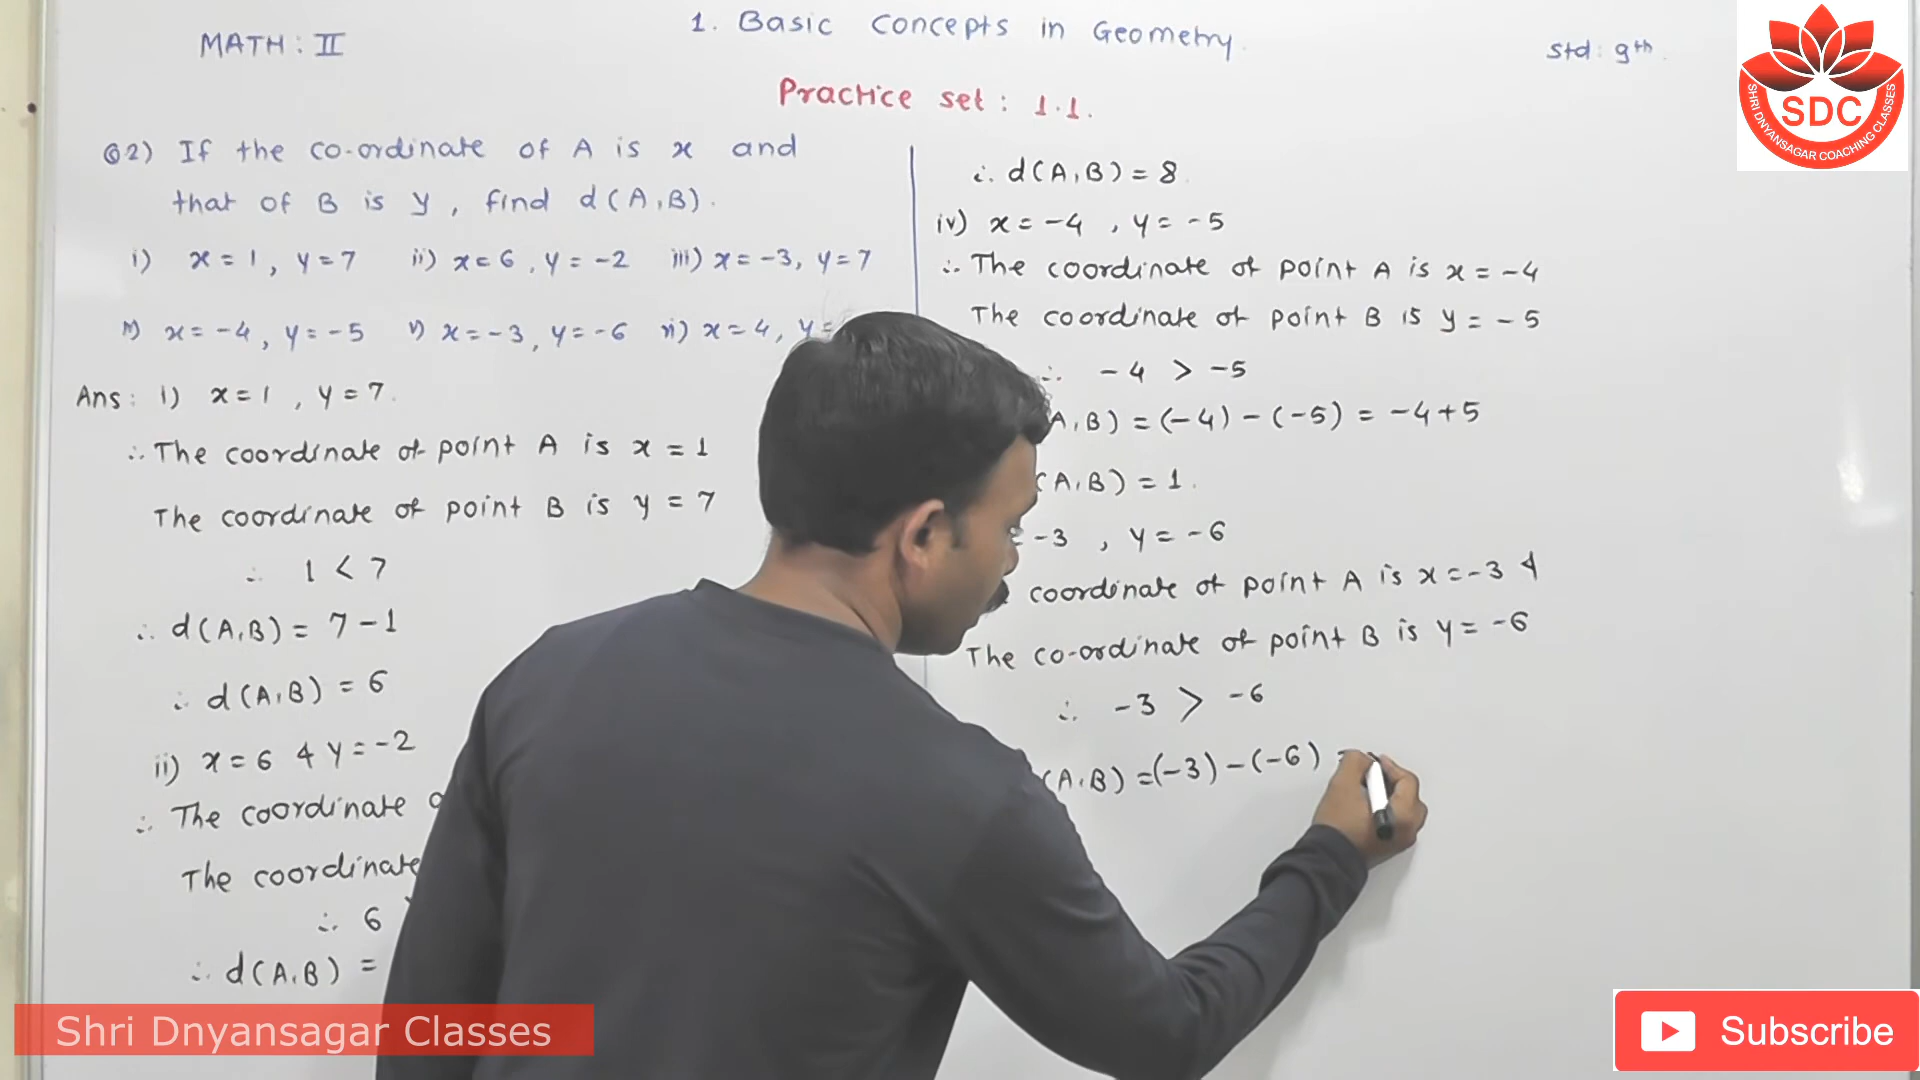 MATH : II
1. Basic Concepts in Geometry.
Std : 9th.
Practice set : 1.1.
Q2) If the co-ordinate of A is x and
that of B is y, find d(A,B).
i) x = 1, y = 7 ii) x = 6, y = -2 iii) x = -3, y = 7
iv) x = -4, y = -5 v) x = -3, y = -6 vi) x = 4, y =
Ans: i) x = 1, y = 7.
∴ The coordinate of point A is x = 1
The coordinate of point B is y = 7
∴ 1 < 7
∴ d(A,B) = 7 - 1
∴ d(A,B) = 6
ii) x = 6 & y = -2
∴ The coordinate
The coordinate
∴ 6
∴ d(A,B) =
∴ d(A,B) = 8.
iv) x = -4, y = -5
∴ The coordinate of point A is x = -4
The coordinate of point B is y = -5
∴ -4 > -5
A,B) = (-4) - (-5) = -4+5
(A,B) = 1.
= -3, y = -6
coordinate of point A is x = -3 &
The co-ordinate of point B is y = -6
∴ -3 > -6
(A,B) = (-3) - (-6) =
SDC
SHRI DNYANSAGAR COACHING CLASSES
Shri Dnyansagar Classes
Subscribe